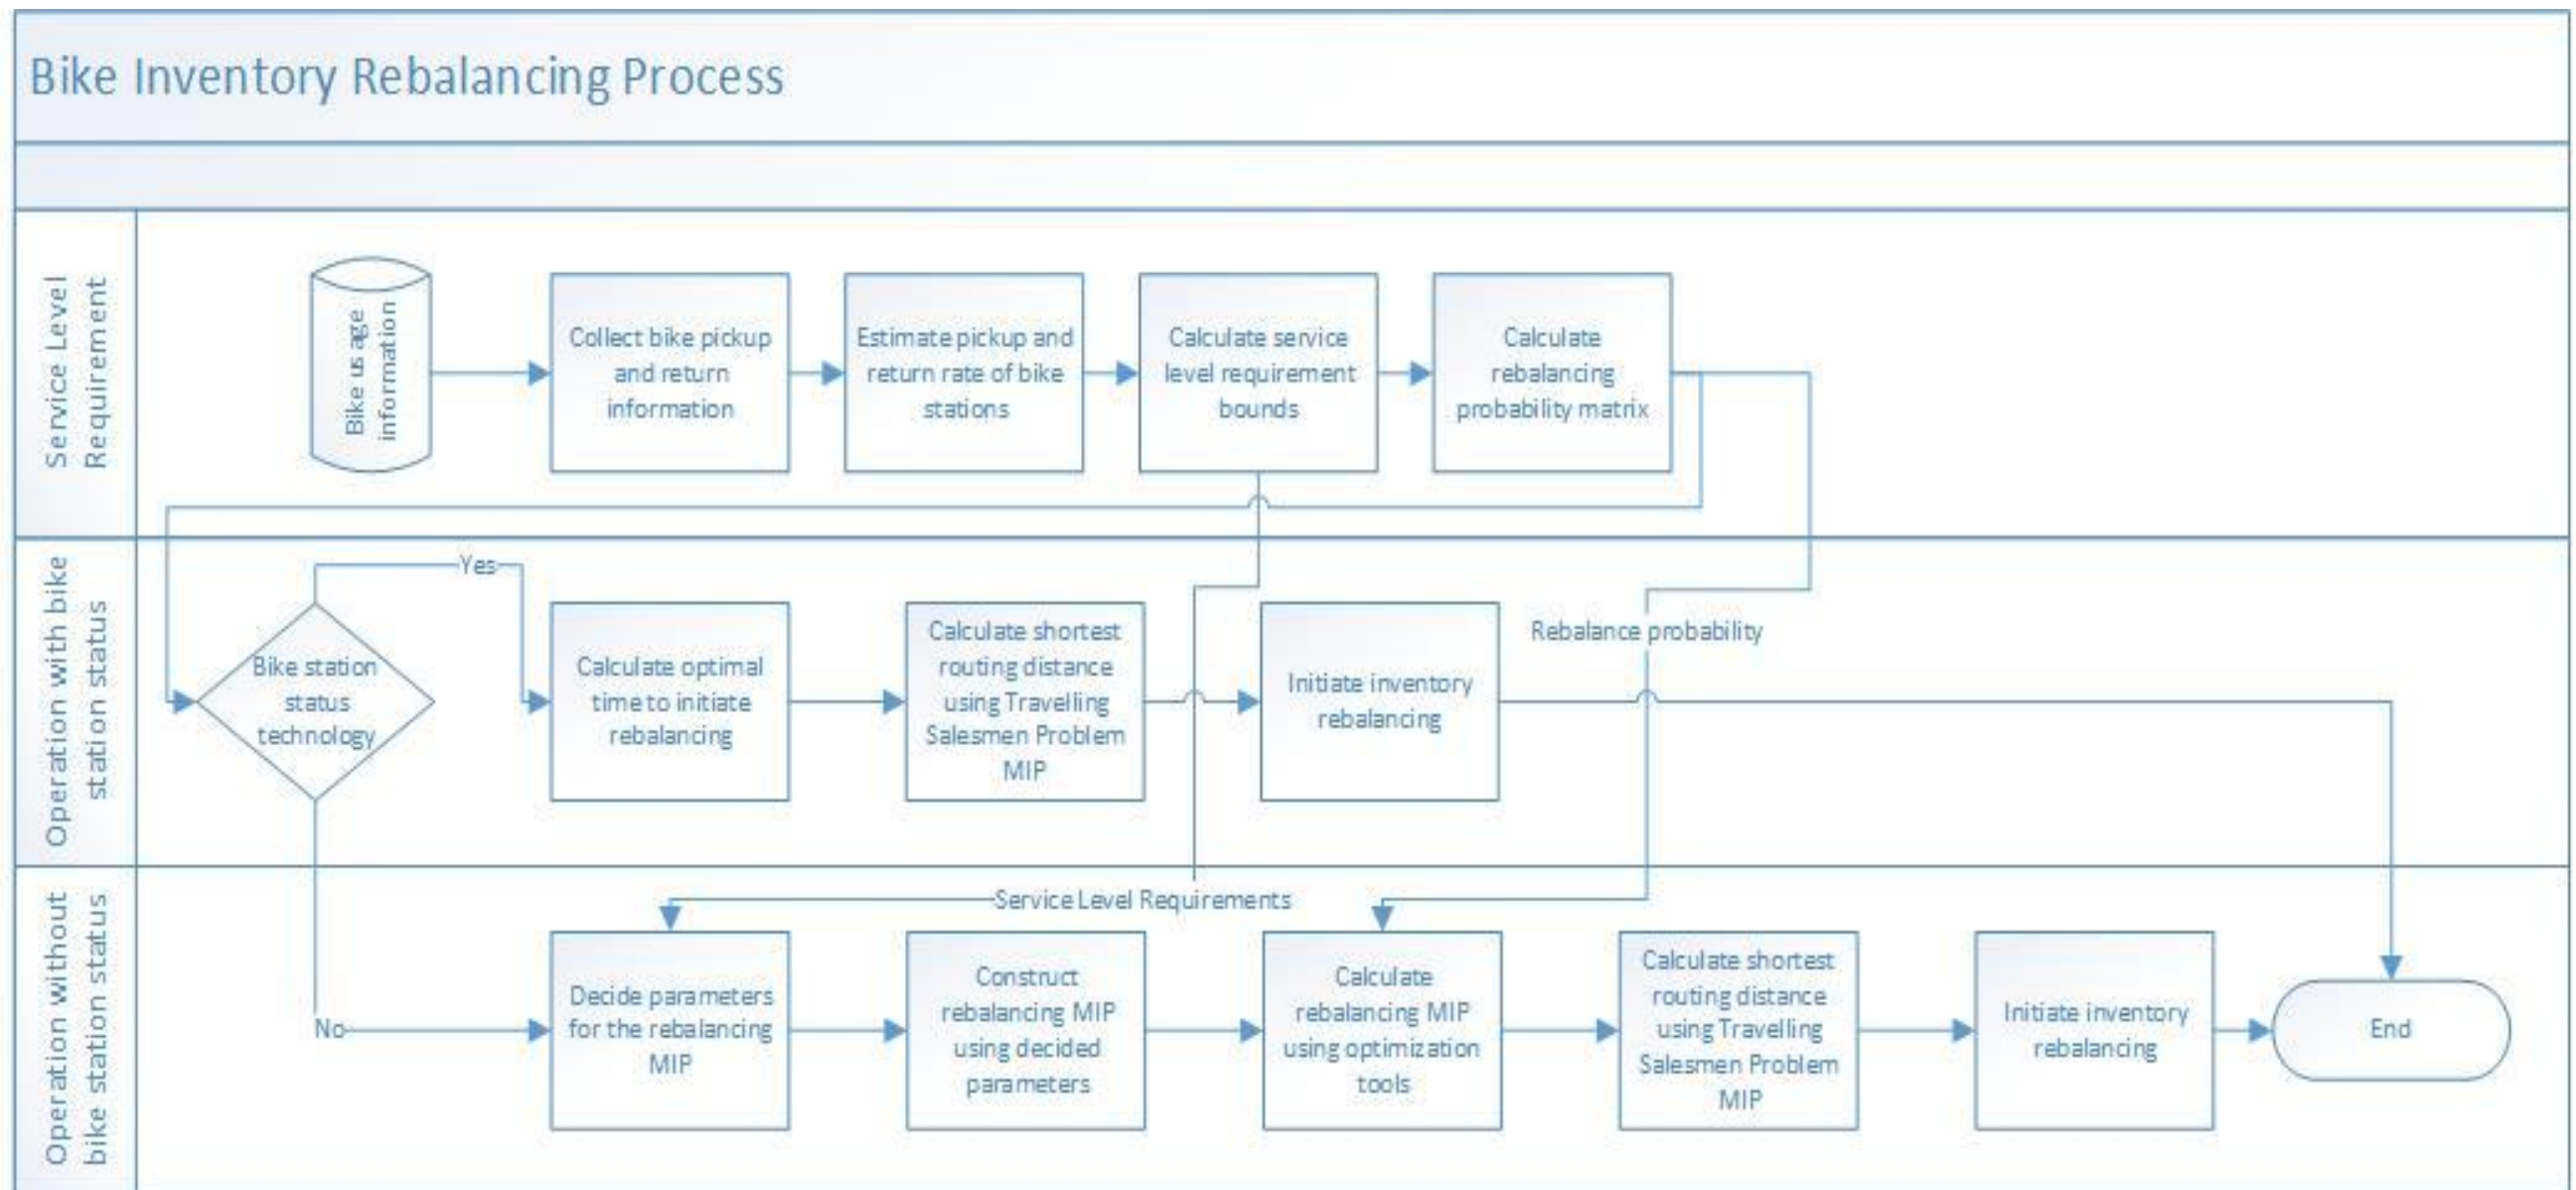 Bike Inventory Rebalancing Process
Service Level
Requirement
Bike usage
information
Collect bike pickup
and return
information
Estimate pickup and
return rate of bike
stations
Calculate service
level requirement
bounds
Calculate
rebalancing
probability matrix
Operation with bike
station status
Yes
Bike station
status
technology
Calculate optimal
time to initiate
rebalancing
Calculate shortest
routing distance
using Travelling
Salesmen Problem
MIP
Initiate inventory
rebalancing
Rebalance probability
Operation without
bike station status
Service Level Requirements
No
Decide parameters
for the rebalancing
MIP
Construct
rebalancing MIP
using decided
parameters
Calculate
rebalancing MIP
using optimization
tools
Calculate shortest
routing distance
using Travelling
Salesmen Problem
MIP
Initiate inventory
rebalancing
End